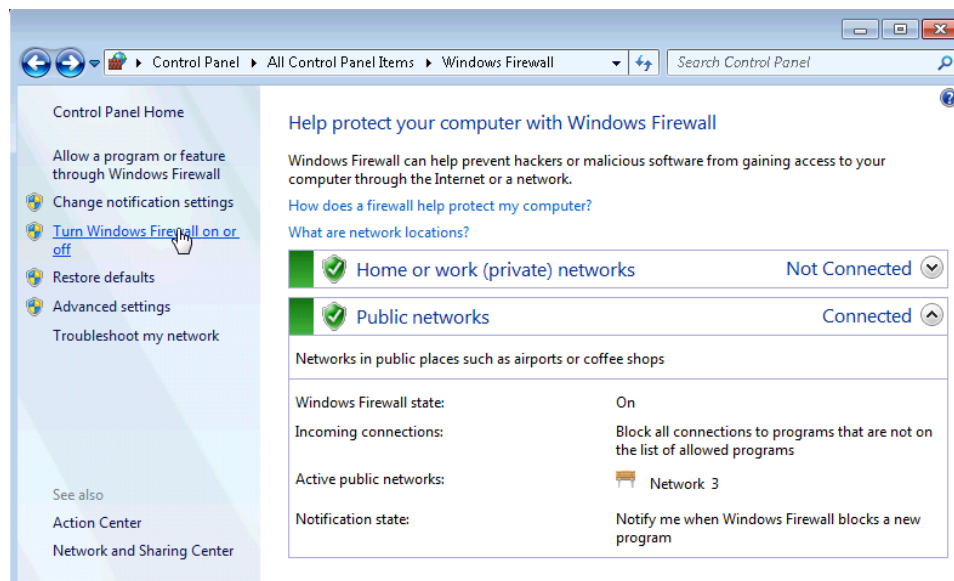 Control Panel ▸ All Control Panel Items ▸ Windows Firewall
Search Control Panel
Control Panel Home
Allow a program or feature
through Windows Firewall
Change notification settings
Turn Windows Firewall on or
off
Restore defaults
Advanced settings
Troubleshoot my network
See also
Action Center
Network and Sharing Center
Help protect your computer with Windows Firewall
Windows Firewall can help prevent hackers or malicious software from gaining access to your
computer through the Internet or a network.
How does a firewall help protect my computer?
What are network locations?
Home or work (private) networks Not Connected
Public networks Connected
Networks in public places such as airports or coffee shops
Windows Firewall state: On
Incoming connections: Block all connections to programs that are not on
the list of allowed programs
Active public networks: Network 3
Notification state: Notify me when Windows Firewall blocks a new
program